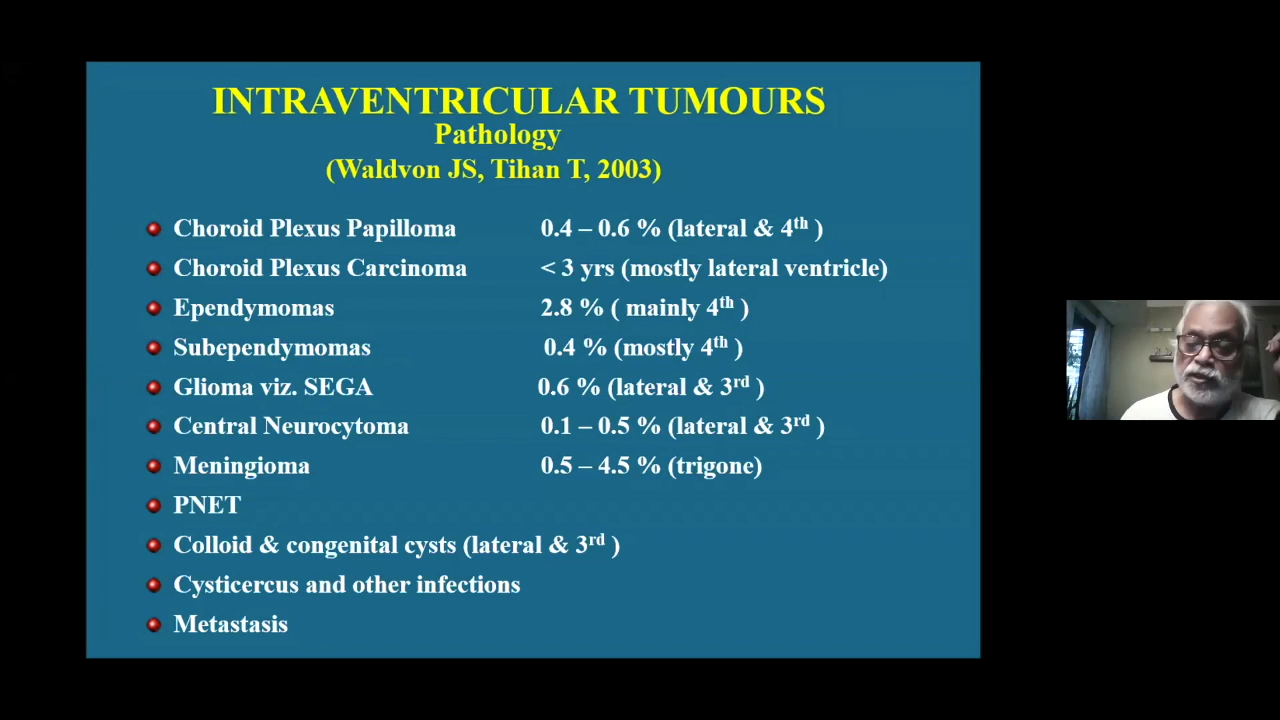 INTRAVENTRICULAR TUMOURS
Pathology
(Waldvon JS, Tihan T, 2003)
Choroid Plexus Papilloma 0.4 – 0.6 % (lateral & 4th )
Choroid Plexus Carcinoma < 3 yrs (mostly lateral ventricle)
Ependymomas 2.8 % ( mainly 4th )
Subependymomas 0.4 % (mostly 4th )
Glioma viz. SEGA 0.6 % (lateral & 3rd )
Central Neurocytoma 0.1 – 0.5 % (lateral & 3rd )
Meningioma 0.5 – 4.5 % (trigone)
PNET
Colloid & congenital cysts (lateral & 3rd )
Cysticercus and other infections
Metastasis